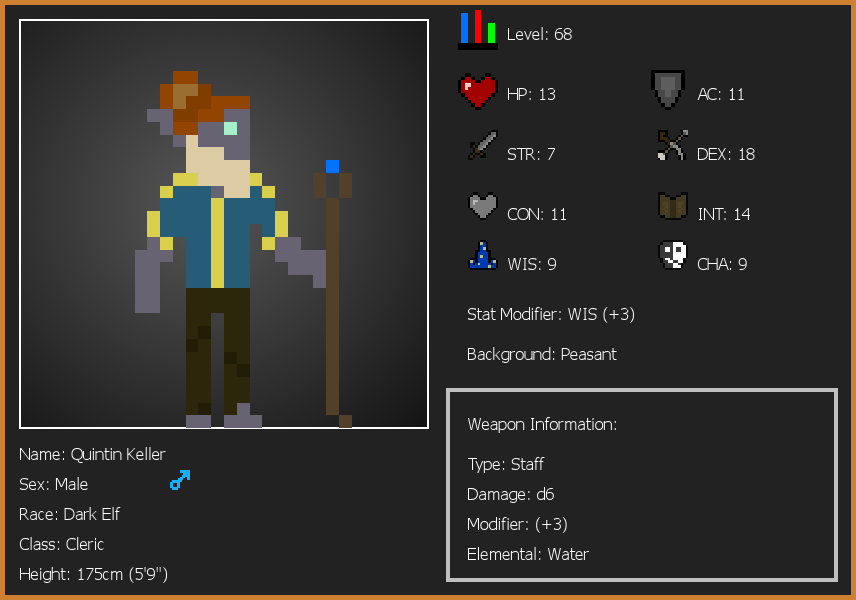 Level: 68
HP: 13
AC: 11
STR: 7
DEX: 18
CON: 11
INT: 14
WIS: 9
CHA: 9
Stat Modifier: WIS (+3)
Background: Peasant
Weapon Information:
Type: Staff
Damage: d6
Modifier: (+3)
Elemental: Water
Name: Quintin Keller
Sex: Male
Race: Dark Elf
Class: Cleric
Height: 175cm (5'9")